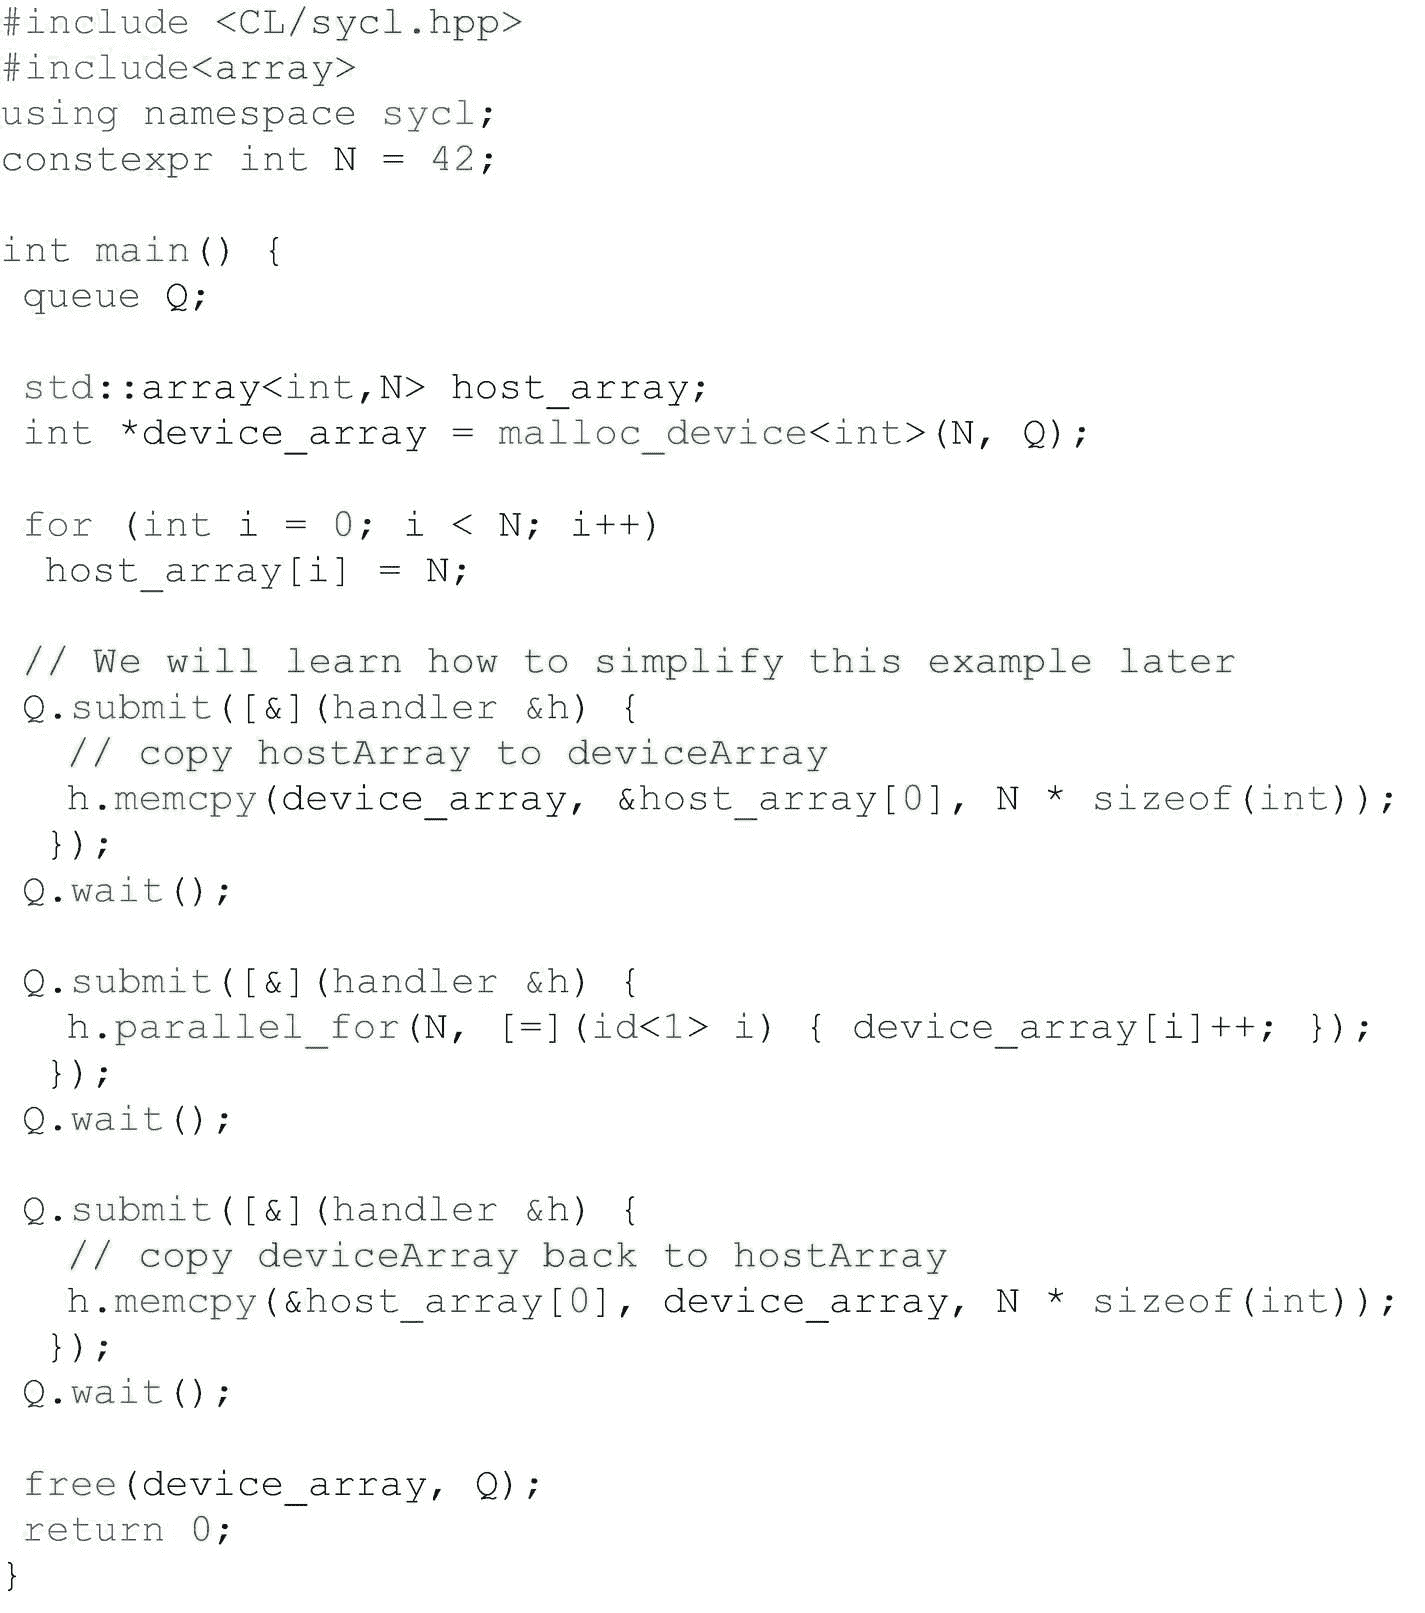 #include <CL/sycl.hpp>
#include<array>
using namespace sycl;
constexpr int N = 42;

int main() {
 queue Q;

 std::array<int,N> host_array;
 int *device_array = malloc_device<int>(N, Q);

 for (int i = 0; i < N; i++)
  host_array[i] = N;

 // We will learn how to simplify this example later
 Q.submit([&](handler &h) {
   // copy hostArray to deviceArray
   h.memcpy(device_array, &host_array[0], N * sizeof(int));
  });
 Q.wait();

 Q.submit([&](handler &h) {
   h.parallel_for(N, [=](id<1> i) { device_array[i]++; });
  });
 Q.wait();

 Q.submit([&](handler &h) {
   // copy deviceArray back to hostArray
   h.memcpy(&host_array[0], device_array, N * sizeof(int));
  });
 Q.wait();

 free(device_array, Q);
 return 0;
}